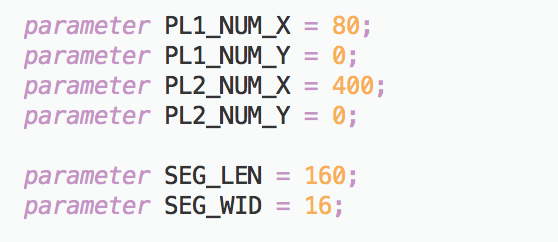 parameter PL1_NUM_X = 80;
parameter PL1_NUM_Y = 0;
parameter PL2_NUM_X = 400;
parameter PL2_NUM_Y = 0;
parameter SEG_LEN = 160;
parameter SEG_WID = 16;